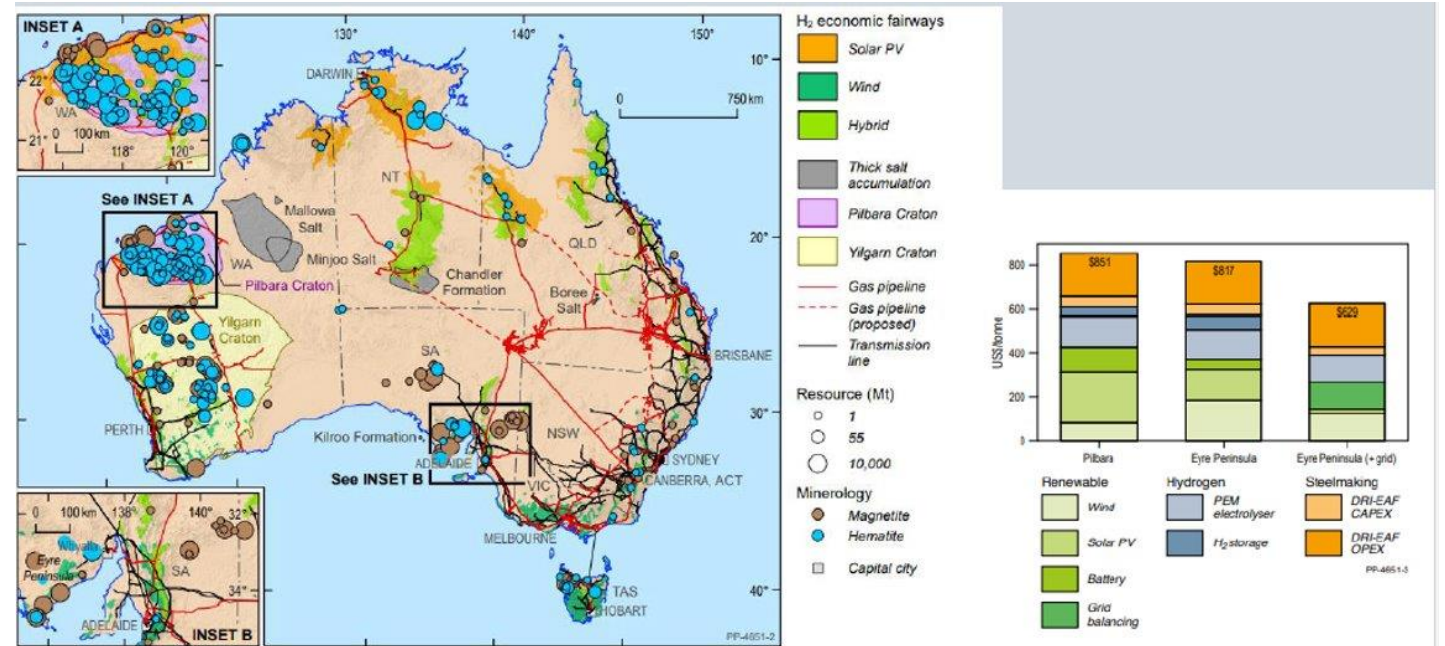 INSET A
22°
WA
0 100 km
21°
118° 120°
See INSET A
130° 140° 150°
10°
20°
30°
40°
DARWIN
0 750 km
NT
Mallowa
Salt
WA
Minjoo Salt
Pilbara Craton
QLD
Chandler
Formation
Boree
Salt
Yilgarn
Craton
SA
BRISBANE
PERTH
Kilroo Formation
NSW
ADELAIDE
SYDNEY
See INSET B
CANBERRA, ACT
VIC
MELBOURNE
TAS
HOBART
PP-4651-2
0 100 km 138° 140° 32°
Whyalla
Eyre
Peninsula
SA
34°
ADELAIDE
INSET B
H₂ economic fairways
Solar PV
Wind
Hybrid
Thick salt
accumulation
Pilbara Craton
Yilgarn Craton
Gas pipeline
Gas pipeline
(proposed)
Transmission
line
Resource (Mt)
1
55
10,000
Minerology
Magnetite
Hematite
Capital city
US$/tonne
800
600
400
200
0
$851
$817
$629
Pilbara Eyre Peninsula Eyre Peninsula (+ grid)
Renewable
Wind
Solar PV
Battery
Grid
balancing
Hydrogen
PEM
electrolyser
H₂ storage
Steelmaking
DRI-EAF
CAPEX
DRI-EAF
OPEX
PP-4651-3